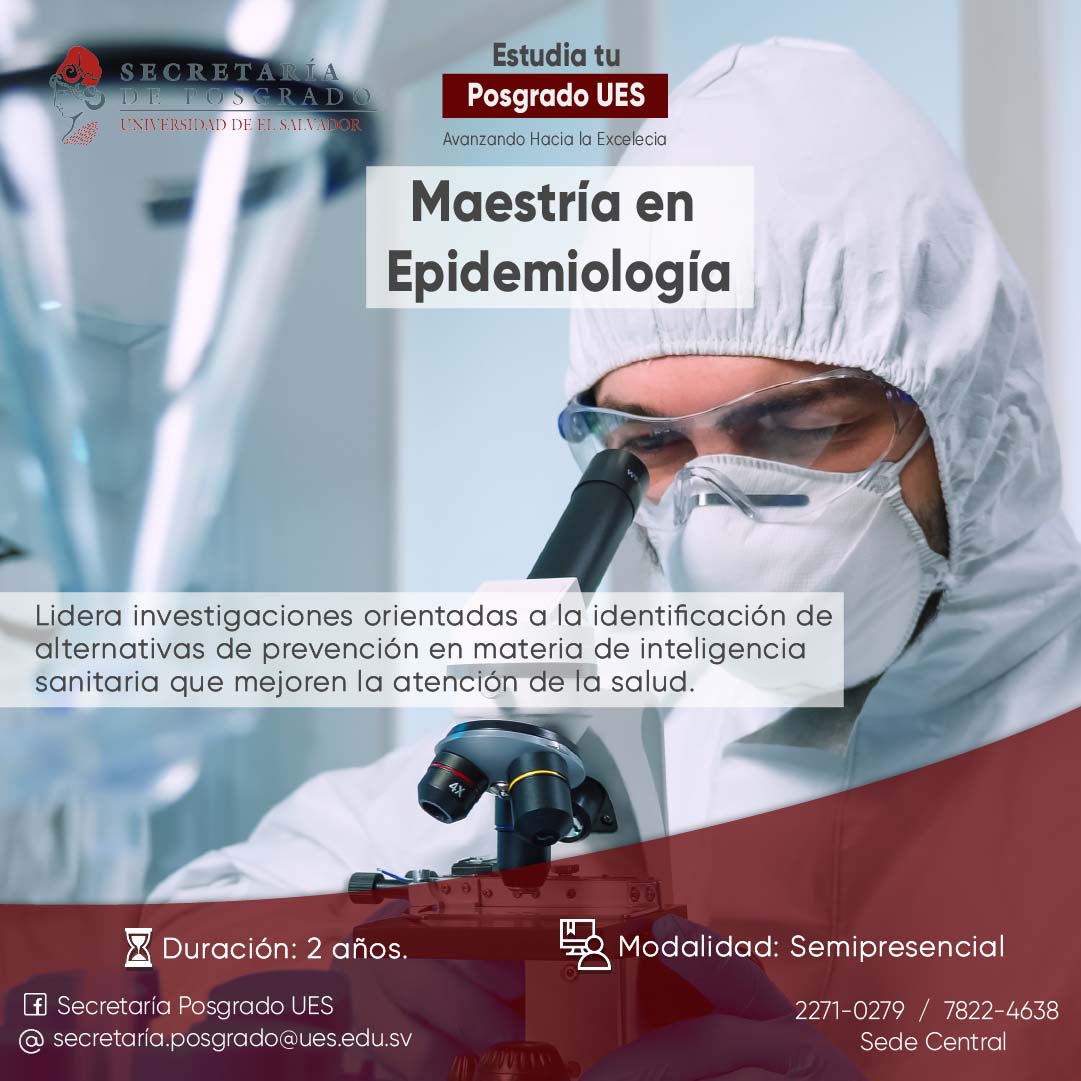 SECRETARÍA
DE POSGRADO
UNIVERSIDAD DE EL SALVADOR
Estudia tu
Posgrado UES
Avanzando Hacia la Excelecia
Maestría en
Epidemiología
Lidera investigaciones orientadas a la identificación de
alternativas de prevención en materia de inteligencia
sanitaria que mejoren la atención de la salud.
4X
Duración: 2 años.
Modalidad: Semipresencial
Secretaría Posgrado UES
@ secretaría.posgrado@ues.edu.sv
2271-0279 / 7822-4638
Sede Central